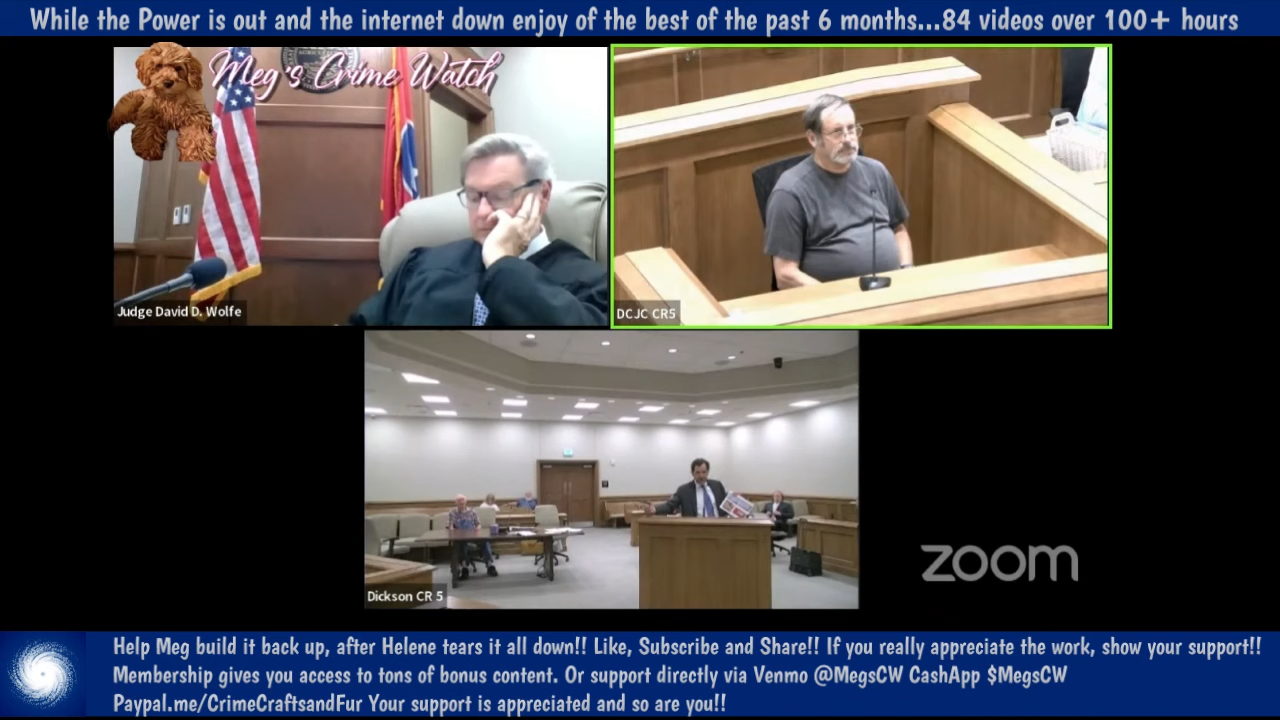 While the Power is out and the internet down enjoy of the best of the past 6 months...84 videos over 100+ hours
Meg's Crime Watch
Judge David D. Wolfe
DCJC CR5
Dickson CR 5
zoom
Help Meg build it back up, after Helene tears it all down!! Like, Subscribe and Share!! If you really appreciate the work, show your support!!
Membership gives you access to tons of bonus content. Or support directly via Venmo @MegsCW CashApp $MegsCW
Paypal.me/CrimeCraftsandFur Your support is appreciated and so are you!!